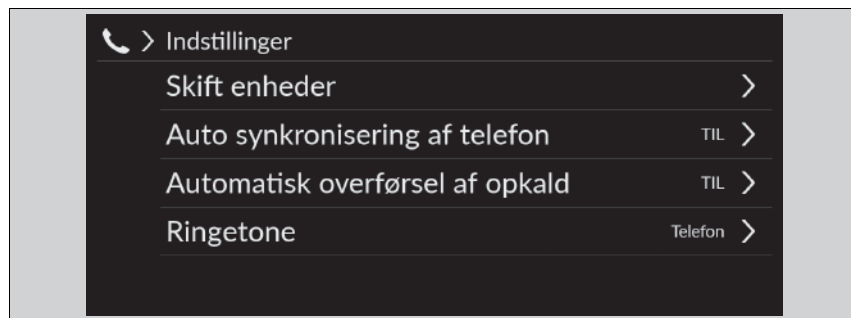 Indstillinger
Skift enheder
Auto synkronisering af telefon TIL
Automatisk overførsel af opkald TIL
Ringetone Telefon